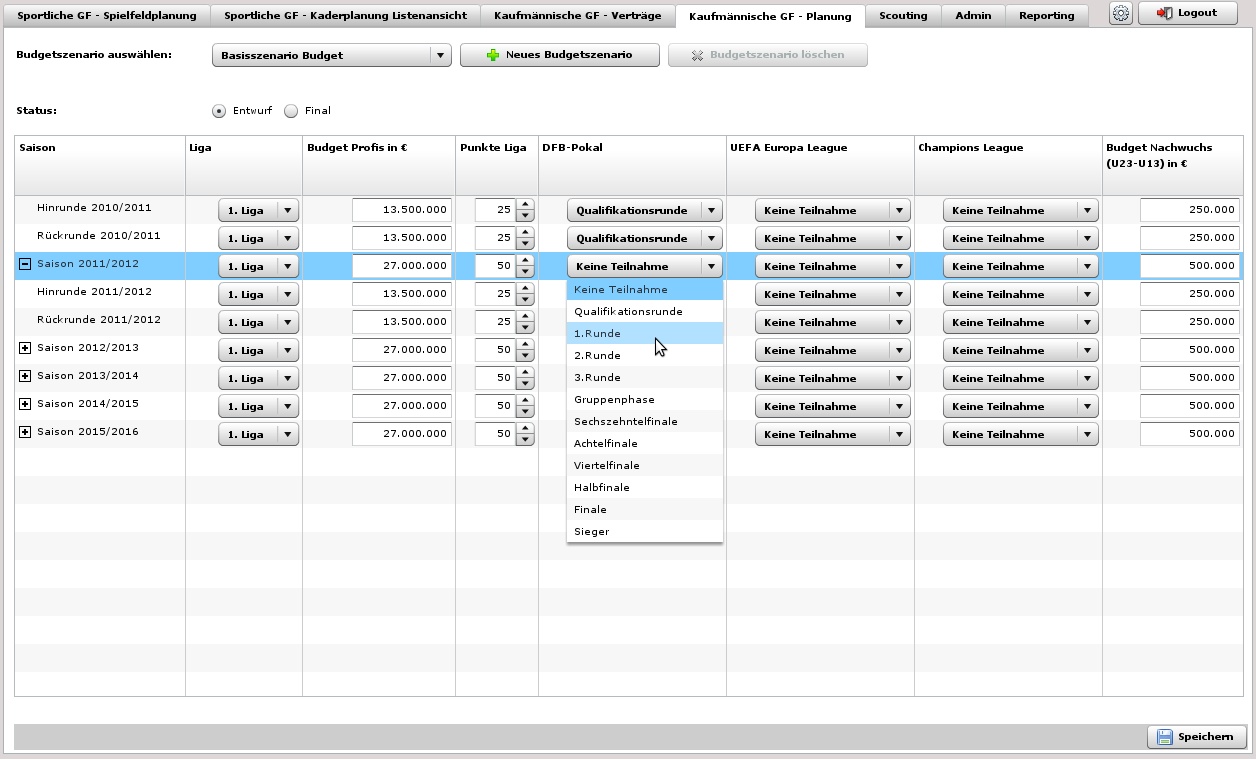 Sportliche GF - Spielfeldplanung Sportliche GF - Kaderplanung Listenansicht Kaufmännische GF - Verträge Kaufmännische GF - Planung Scouting Admin Reporting Logout
Budgetszenario auswählen: Basisszenario Budget Neues Budgetszenario Budgetszenario löschen
Status: Entwurf Final
Saison Liga Budget Profis in € Punkte Liga DFB-Pokal UEFA Europa League Champions League Budget Nachwuchs
(U23-U13) in €
Hinrunde 2010/2011 1. Liga 13.500.000 25 Qualifikationsrunde Keine Teilnahme Keine Teilnahme 250.000
Rückrunde 2010/2011 1. Liga 13.500.000 25 Qualifikationsrunde Keine Teilnahme Keine Teilnahme 250.000
Saison 2011/2012 1. Liga 27.000.000 50 Keine Teilnahme Keine Teilnahme Keine Teilnahme 500.000
Hinrunde 2011/2012 1. Liga 13.500.000 25 Keine Teilnahme Keine Teilnahme Keine Teilnahme 250.000
Qualifikationsrunde
Rückrunde 2011/2012 1. Liga 13.500.000 25 1.Runde Keine Teilnahme Keine Teilnahme 250.000
Saison 2012/2013 1. Liga 27.000.000 50 2.Runde Keine Teilnahme Keine Teilnahme 500.000
Saison 2013/2014 1. Liga 27.000.000 50 3.Runde Keine Teilnahme Keine Teilnahme 500.000
Saison 2014/2015 1. Liga 27.000.000 50 Gruppenphase Keine Teilnahme Keine Teilnahme 500.000
Sechszehntelfinale
Saison 2015/2016 1. Liga 27.000.000 50 Achtelfinale Keine Teilnahme Keine Teilnahme 500.000
Viertelfinale
Halbfinale
Finale
Sieger
Speichern